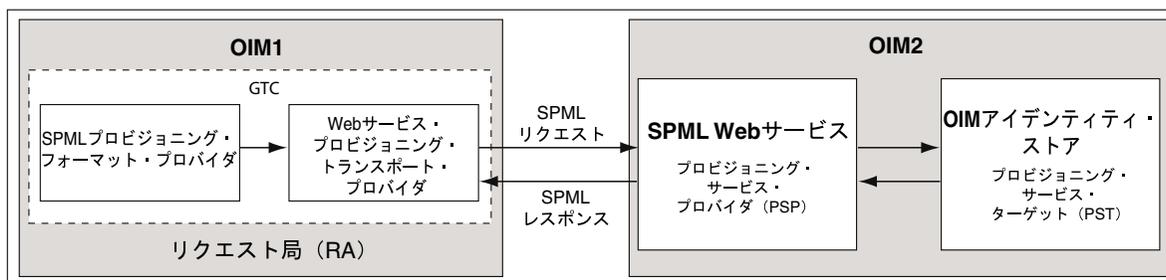 OIM1
GTC
SPMLプロビジョニング・
フォーマット・プロバイダ
Webサービス・
プロビジョニング・
トランスポート・
プロバイダ
リクエスト局（RA）
SPML
リクエスト
SPML
レスポンス
OIM2
SPML Webサービス
プロビジョニング・
サービス・
プロバイダ（PSP）
OIMアイデンティティ・
ストア
プロビジョニング・
サービス・
ターゲット（PST）